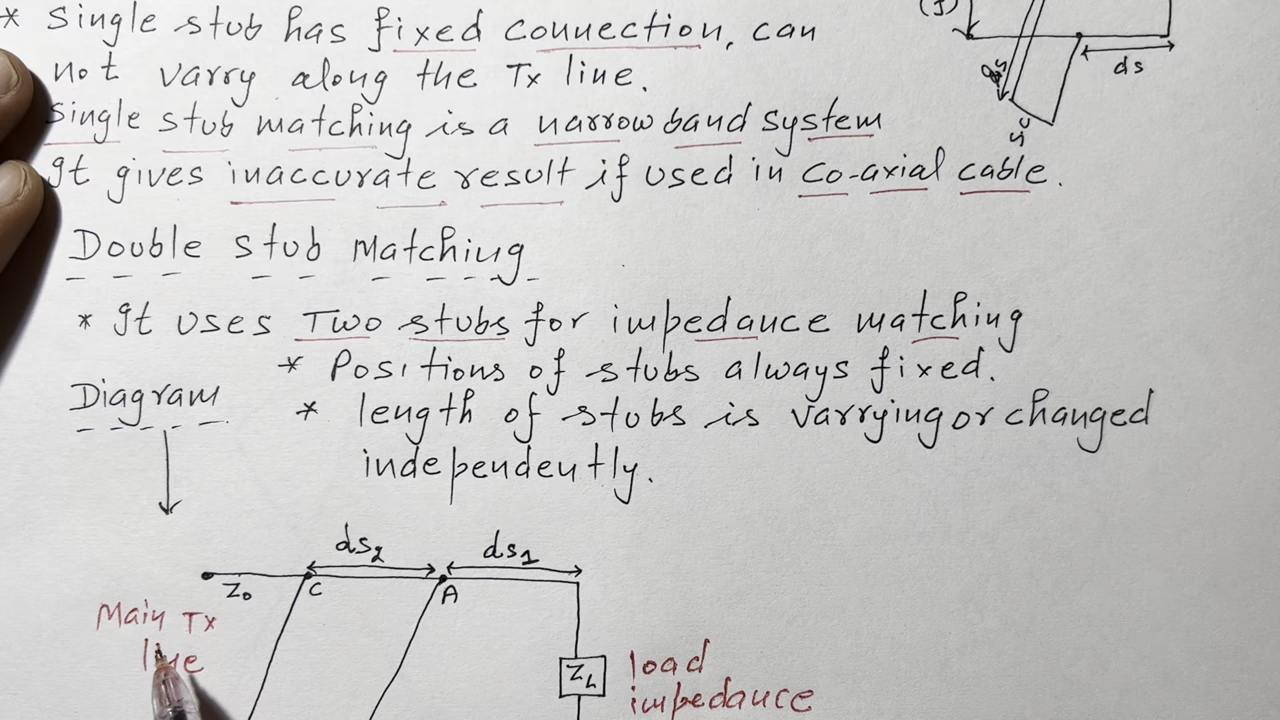 * Single stub has fixed connection, can
not varry along the Tx line.
Single stub matching is a narrow band system
It gives inaccurate result if used in Co-axial cable.
ds
Double stub Matching
* It uses Two stubs for impedance matching
* Positions of stubs always fixed.
Diagram
* length of stubs is varrying or changed
independently.
ds2
ds1
Z0
C
A
Main Tx
line
ZL
load
impedance